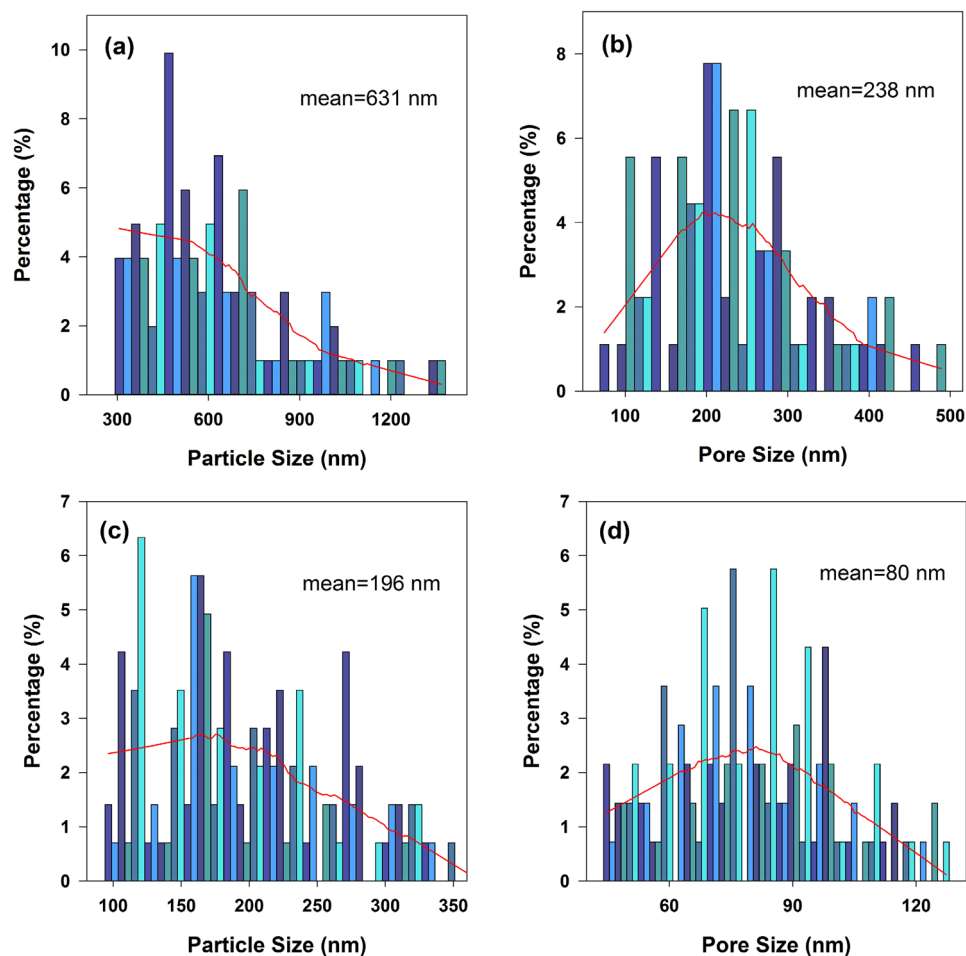 (a)
mean=631 nm
Percentage (%)
10
8
6
4
2
0
300 600 900 1200
Particle Size (nm)
(b)
mean=238 nm
Percentage (%)
8
6
4
2
0
100 200 300 400 500
Pore Size (nm)
(c)
mean=196 nm
Percentage (%)
7
6
5
4
3
2
1
0
100 150 200 250 300 350
Particle Size (nm)
(d)
mean=80 nm
Percentage (%)
7
6
5
4
3
2
1
0
60 90 120
Pore Size (nm)